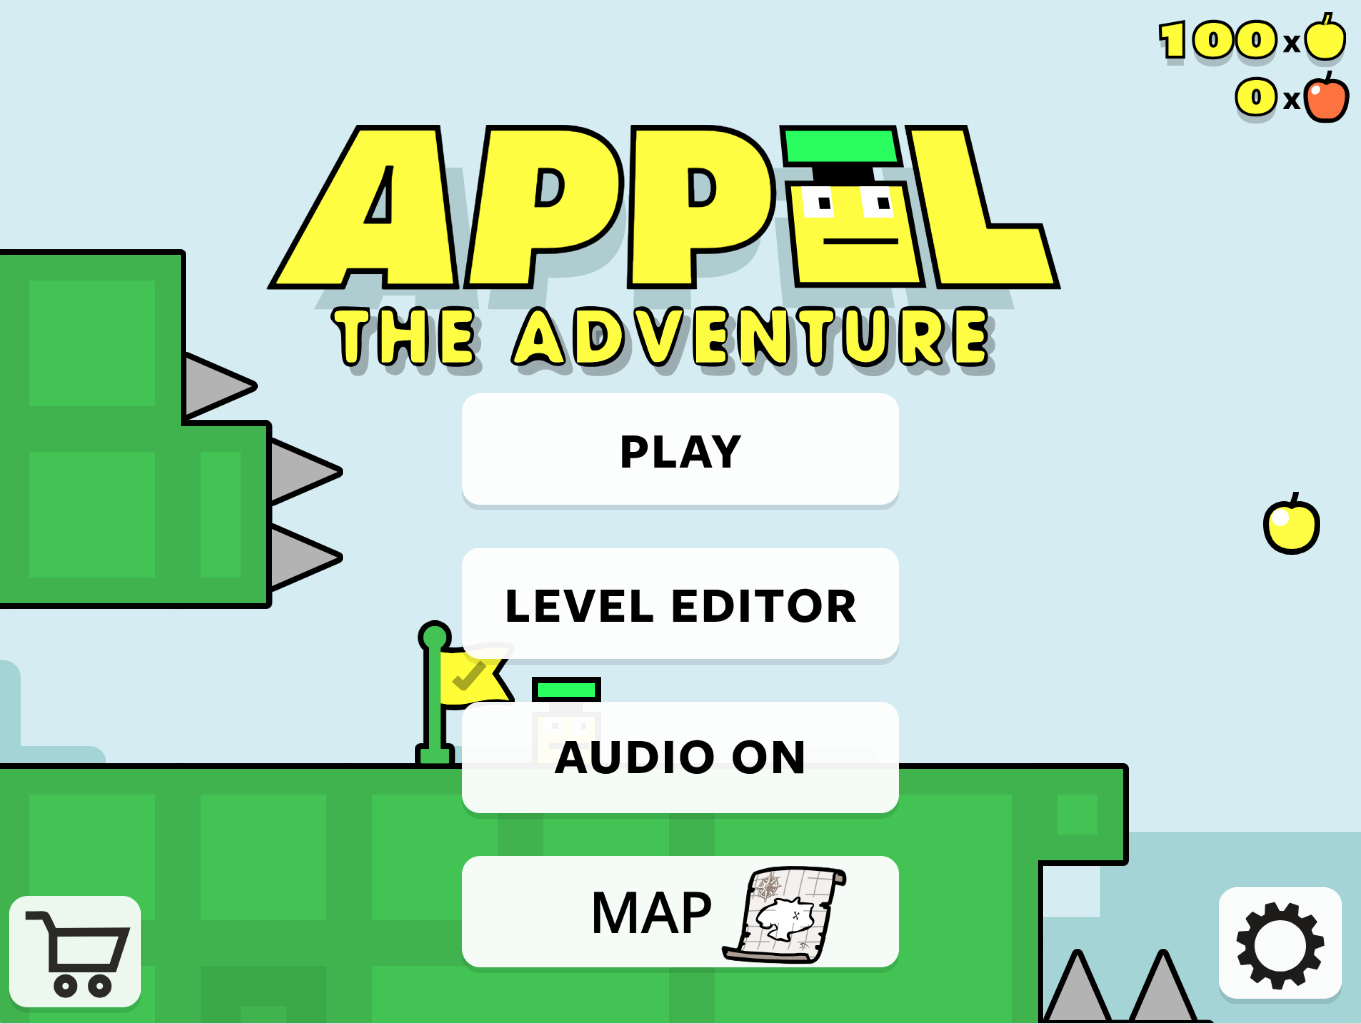 100x
0x
APPEL
THE ADVENTURE
PLAY
LEVEL EDITOR
AUDIO ON
MAP